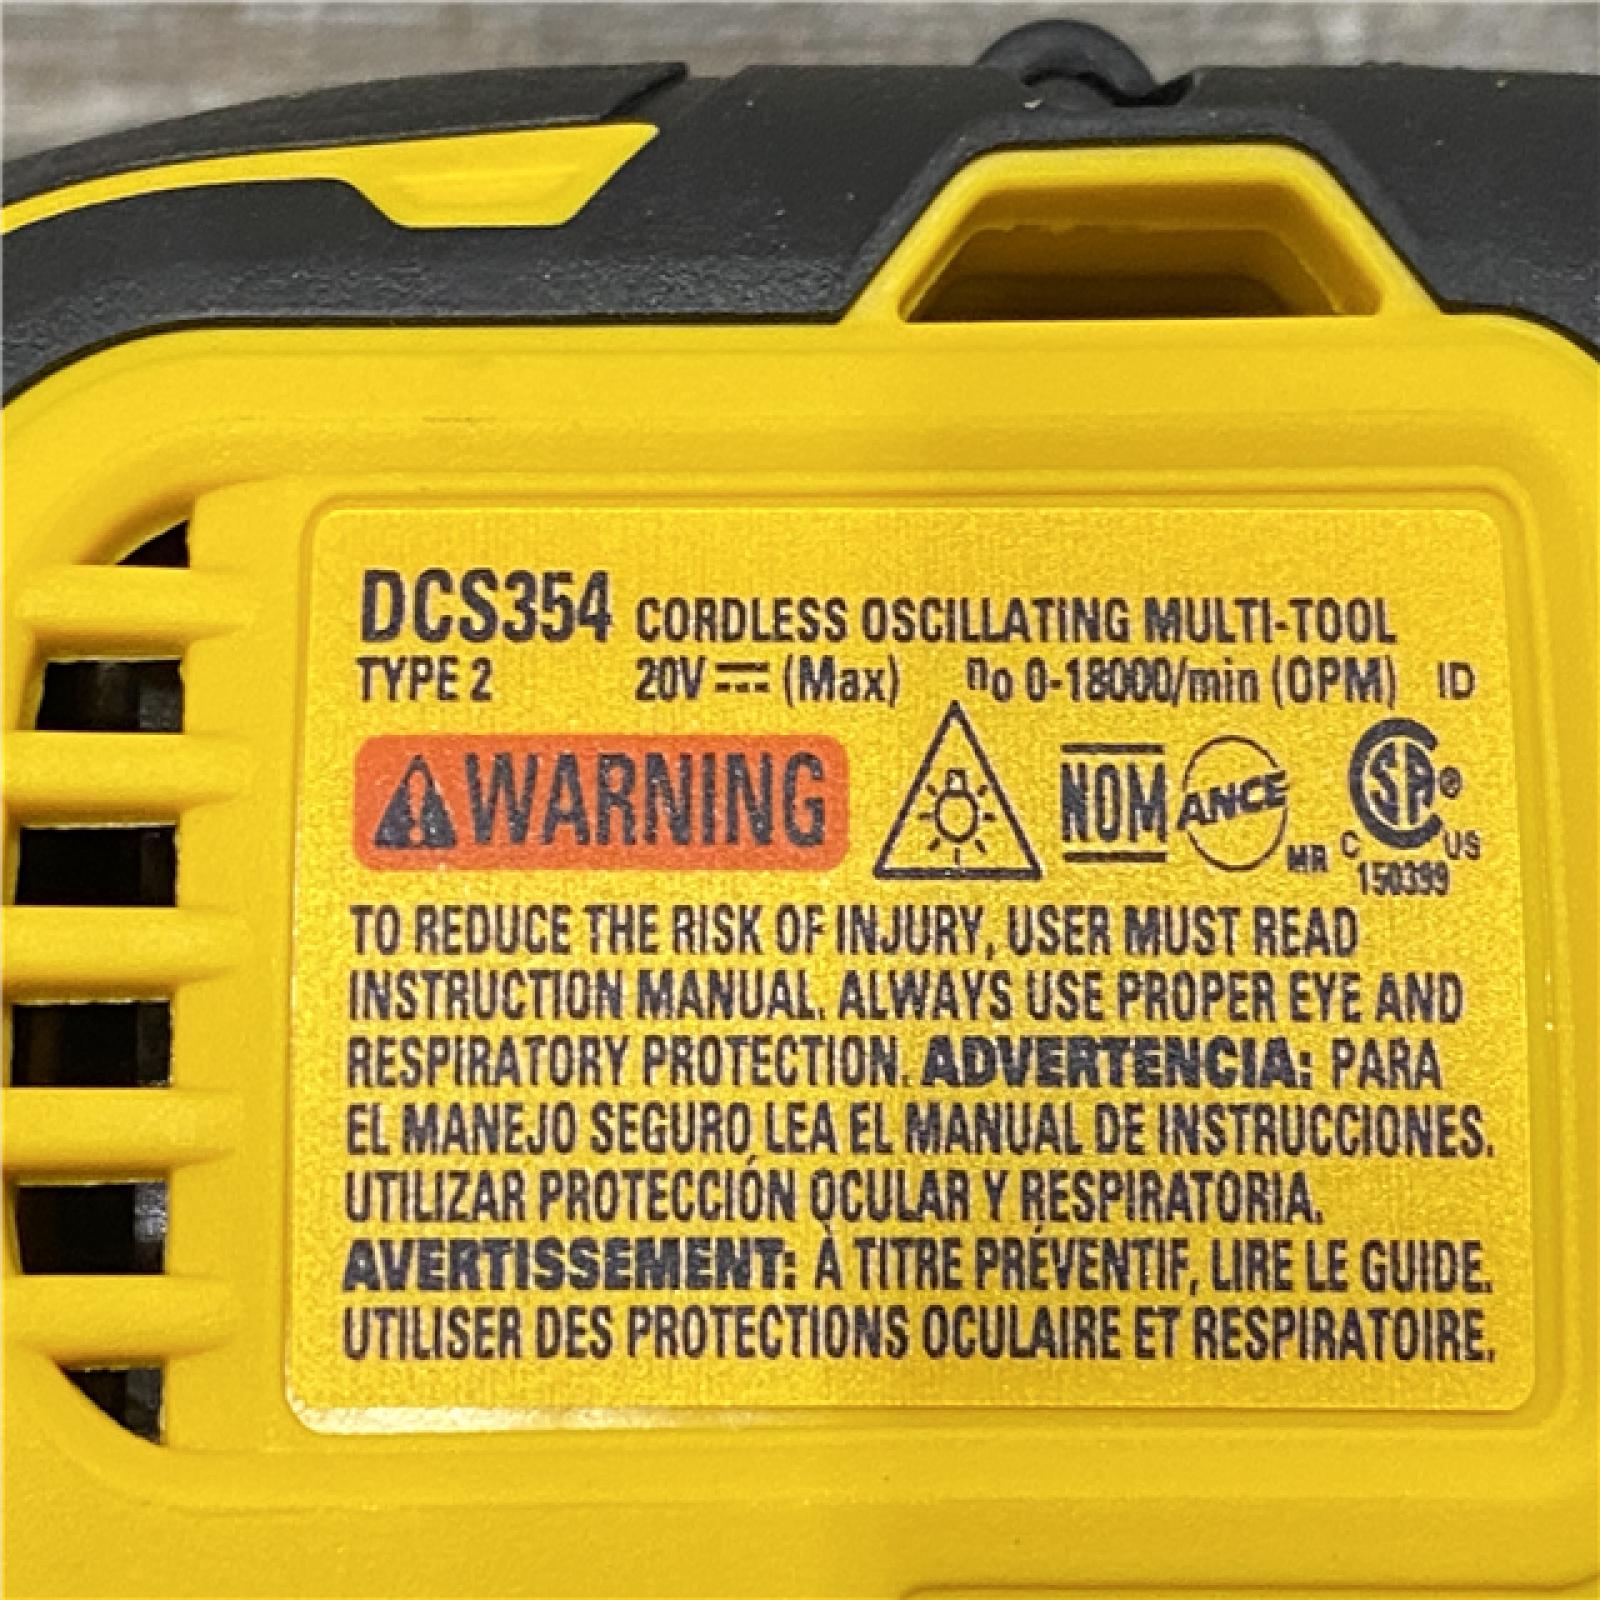 DCS354 CORDLESS OSCILLATING MULTI-TOOL
TYPE 2 20V⎓(Max) no 0-18000/min (OPM) ID
WARNING NOM ANCE MR CSA® C US
150399
TO REDUCE THE RISK OF INJURY, USER MUST READ
INSTRUCTION MANUAL. ALWAYS USE PROPER EYE AND
RESPIRATORY PROTECTION. ADVERTENCIA: PARA
EL MANEJO SEGURO LEA EL MANUAL DE INSTRUCCIONES.
UTILIZAR PROTECCIÓN OCULAR Y RESPIRATORIA.
AVERTISSEMENT: À TITRE PRÉVENTIF, LIRE LE GUIDE.
UTILISER DES PROTECTIONS OCULAIRE ET RESPIRATOIRE.